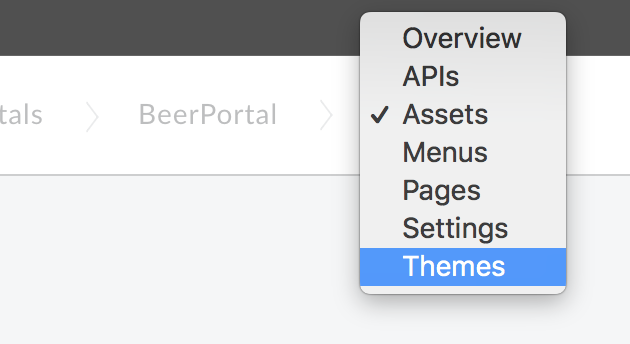 Overview
APIs
tals
BeerPortal
✓ Assets
Menus
Pages
Settings
Themes